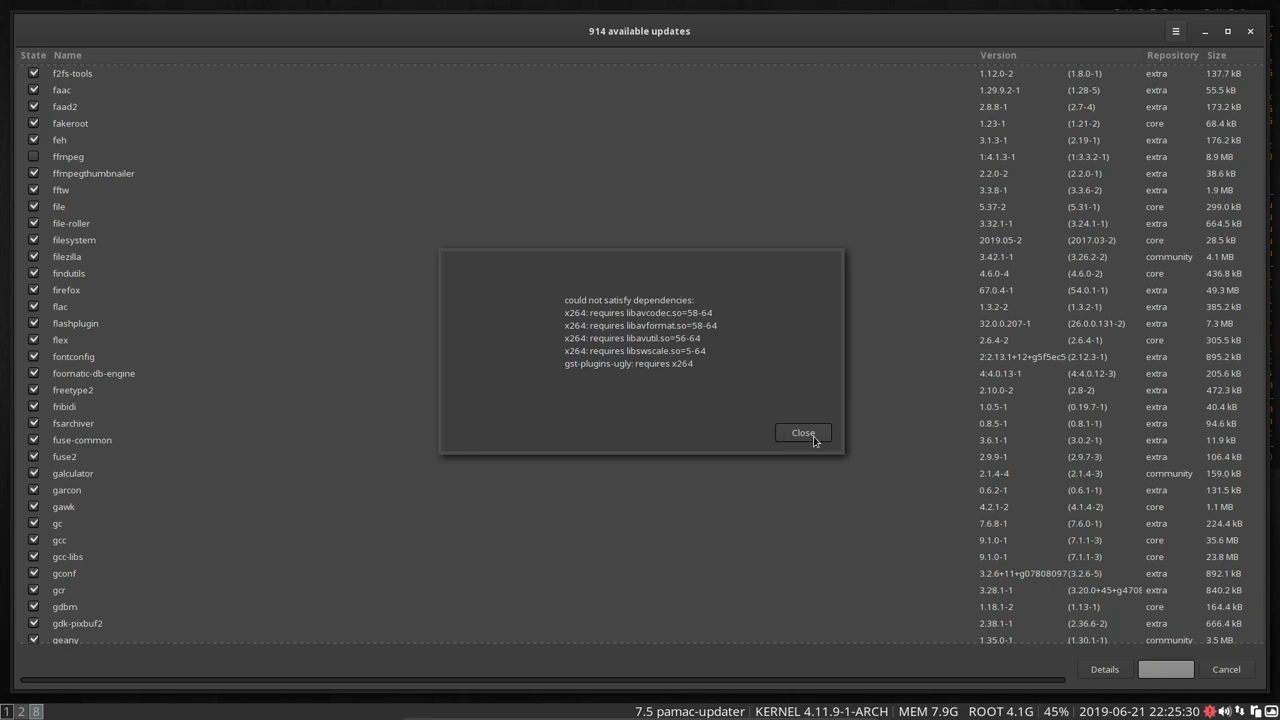 914 available updates
State Name Version Repository Size
f2fs-tools 1.12.0-2 (1.8.0-1) extra 137.7 kB
faac 1.29.9.2-1 (1.28-5) extra 55.5 kB
faad2 2.8.8-1 (2.7-4) extra 173.2 kB
fakeroot 1.23-1 (1.21-2) core 68.4 kB
feh 3.1.3-1 (2.19-1) extra 176.2 kB
ffmpeg 1:4.1.3-1 (1:3.3.2-1) extra 8.9 MB
ffmpegthumbnailer 2.2.0-2 (2.2.0-1) extra 38.6 kB
fftw 3.3.8-1 (3.3.6-2) extra 1.9 MB
file 5.37-2 (5.31-1) core 299.0 kB
file-roller 3.32.1-1 (3.24.1-1) extra 664.5 kB
filesystem 2019.05-2 (2017.03-2) core 28.5 kB
filezilla 3.42.1-1 (3.26.2-2) community 4.1 MB
findutils 4.6.0-4 (4.6.0-2) core 436.8 kB
firefox 67.0.4-1 (54.0.1-1) extra 49.3 MB
flac 1.3.2-2 (1.3.2-1) extra 385.2 kB
flashplugin 32.0.0.207-1 (26.0.0.131-2) extra 7.3 MB
flex 2.6.4-2 (2.6.4-1) core 305.5 kB
fontconfig 2:2.13.1+12+g5f5ec5 (2.12.3-1) extra 895.2 kB
foomatic-db-engine 4:4.0.13-1 (4:4.0.12-3) extra 205.6 kB
freetype2 2.10.0-2 (2.8-2) extra 472.3 kB
fribidi 1.0.5-1 (0.19.7-1) extra 40.4 kB
fsarchiver 0.8.5-1 (0.8.1-1) extra 94.6 kB
fuse-common 3.6.1-1 (3.0.2-1) extra 11.9 kB
fuse2 2.9.9-1 (2.9.7-3) extra 106.4 kB
galculator 2.1.4-4 (2.1.4-3) community 159.0 kB
garcon 0.6.2-1 (0.6.1-1) extra 131.5 kB
gawk 4.2.1-2 (4.1.4-2) core 1.1 MB
gc 7.6.8-1 (7.6.0-1) extra 224.4 kB
gcc 9.1.0-1 (7.1.1-3) core 35.6 MB
gcc-libs 9.1.0-1 (7.1.1-3) core 23.8 MB
gconf 3.2.6+11+g07808097 (3.2.6-5) extra 892.1 kB
gcr 3.28.1-1 (3.20.0+45+g4708 extra 840.2 kB
gdbm 1.18.1-2 (1.13-1) core 164.4 kB
gdk-pixbuf2 2.38.1-1 (2.36.6-2) extra 666.4 kB
geany 1.35.0-1 (1.30.1-1) community 3.5 MB
could not satisfy dependencies:
x264: requires libavcodec.so=58-64
x264: requires libavformat.so=58-64
x264: requires libavutil.so=56-64
x264: requires libswscale.so=5-64
gst-plugins-ugly: requires x264
Close
Details Cancel
1 2 8 7.5 pamac-updater KERNEL 4.11.9-1-ARCH MEM 7.9G ROOT 4.1G 45% 2019-06-21 22:25:30